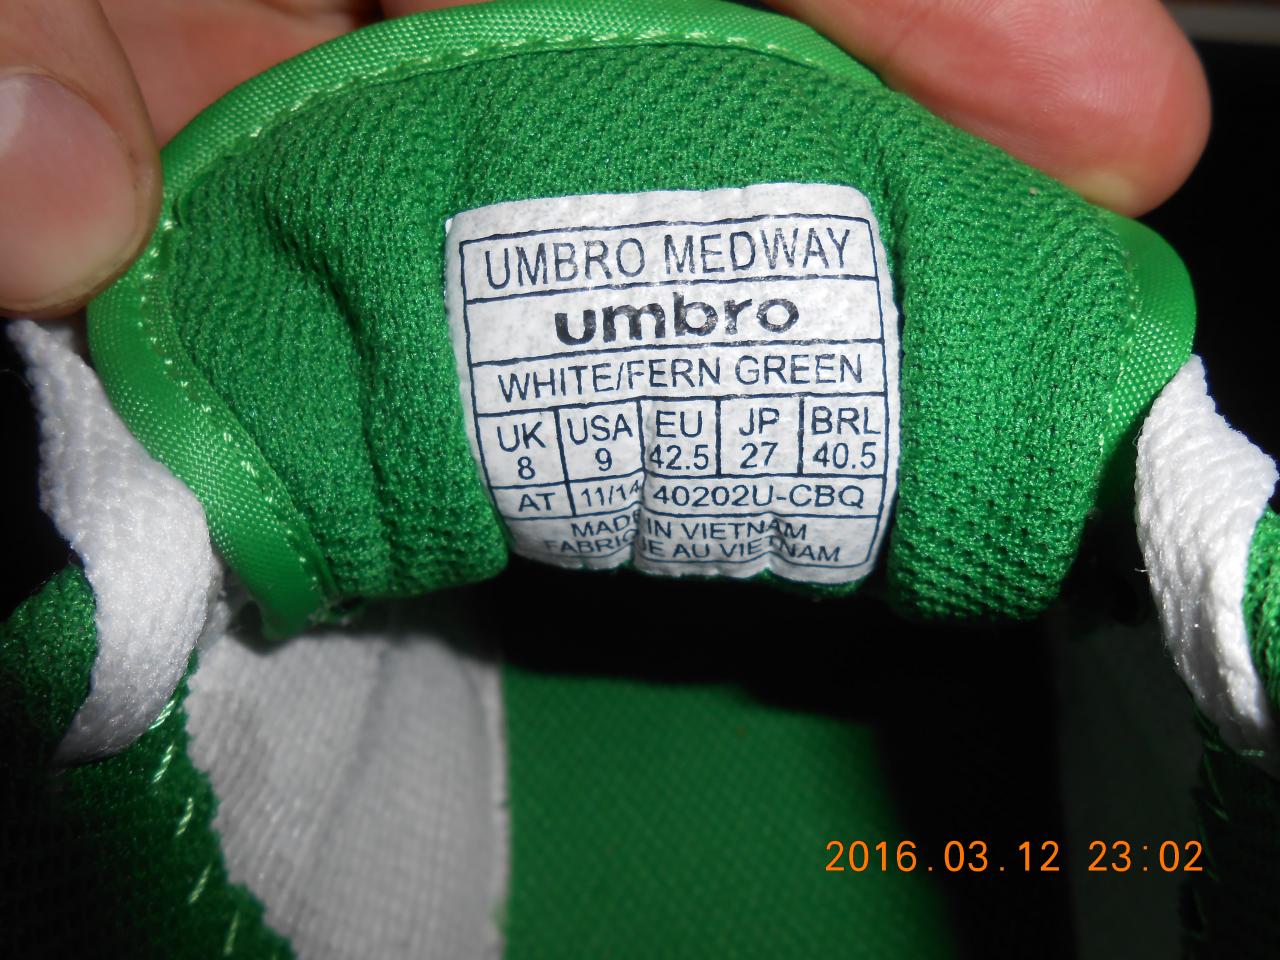 UMBRO MEDWAY
umbro
WHITE/FERN GREEN
UK USA EU JP BRL
8 9 42.5 27 40.5
AT 11/14 40202U-CBQ
MADE IN VIETNAM
FABRIQUE AU VIETNAM
2016.03.12 23:02